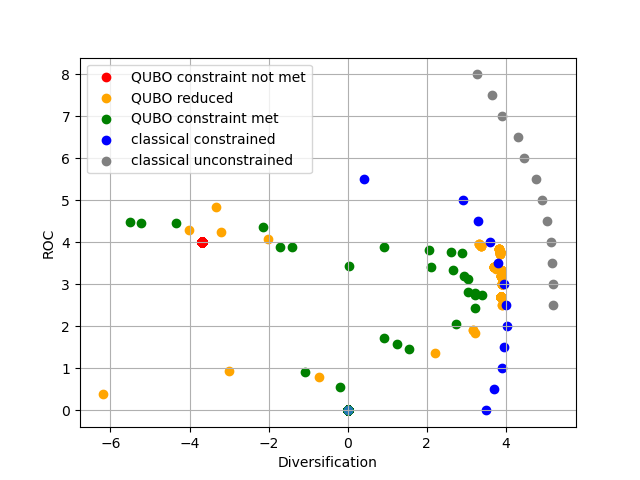 8
7
6
5
4
3
2
1
0
ROC
QUBO constraint not met
QUBO reduced
QUBO constraint met
classical constrained
classical unconstrained
−6
−4
−2
0
2
4
Diversification